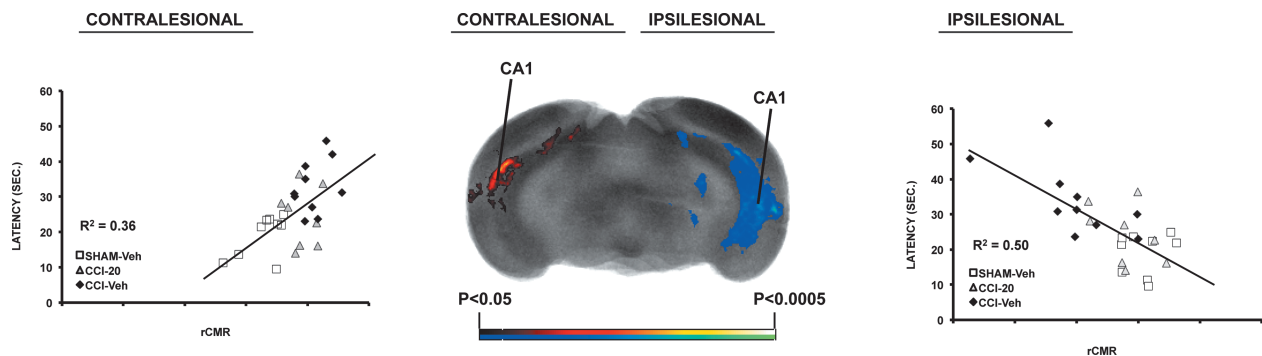 CONTRALESIONAL
60
50
40
30
20
10
0
LATENCY (SEC.)
R² = 0.36
SHAM-Veh
CCI-20
CCI-Veh
rCMR
CONTRALESIONAL IPSILESIONAL
CA1
CA1
P<0.05 P<0.0005
IPSILESIONAL
60
50
40
30
20
10
0
LATENCY (SEC.)
R² = 0.50
SHAM-Veh
CCI-20
CCI-Veh
rCMR